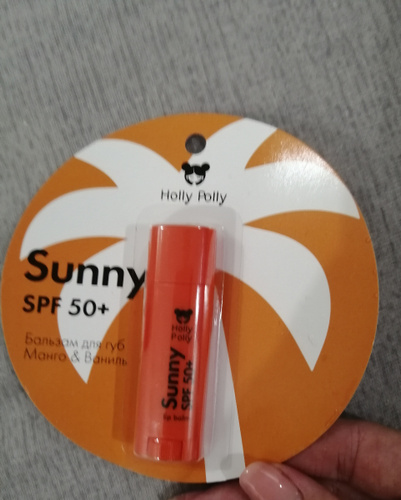 Holly Polly
Sunny
SPF 50+
Бальзам для губ
Манго & Ваниль
Holly
Polly
Sunny
SPF 50+
lip balm